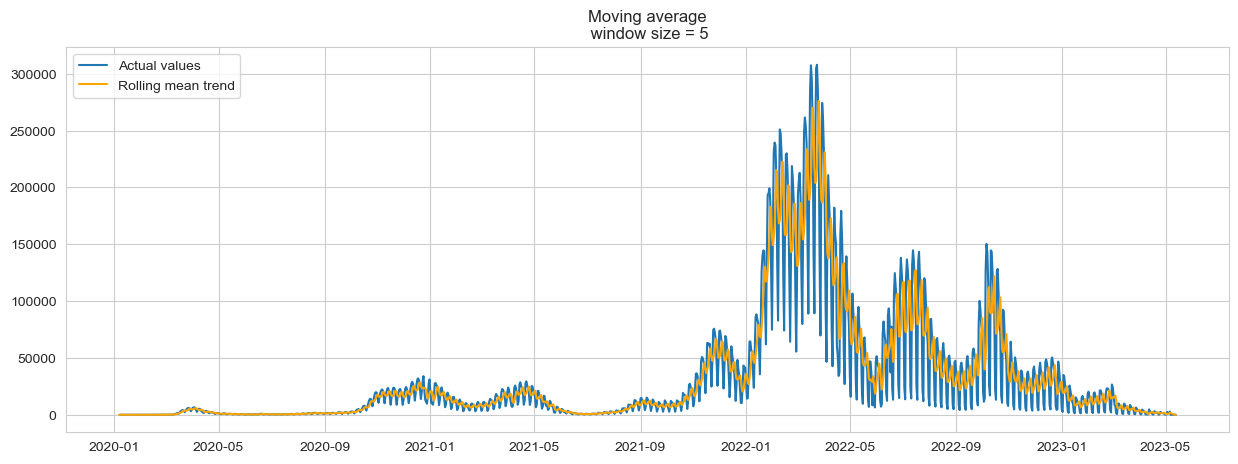 Moving average
window size = 5
Actual values
Rolling mean trend
300000
250000
200000
150000
100000
50000
0
2020-01 2020-05 2020-09 2021-01 2021-05 2021-09 2022-01 2022-05 2022-09 2023-01 2023-05